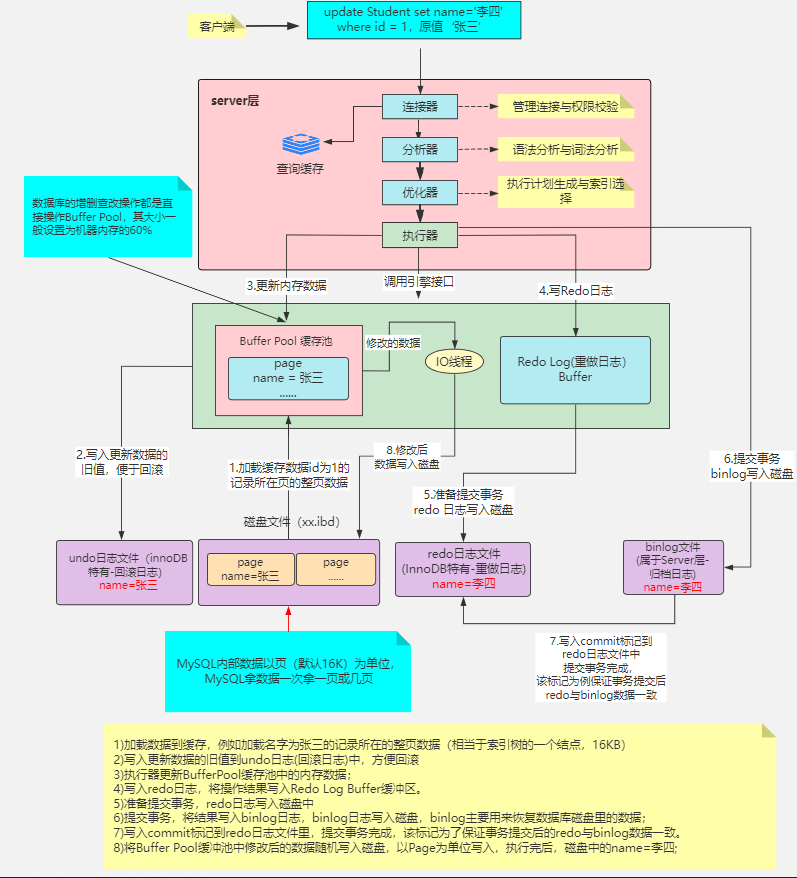 update Student set name='李四'
where id = 1，原值‘张三’
客户端
server层
连接器
管理连接与权限校验
查询缓存
分析器
语法分析与词法分析
优化器
执行计划生成与索引选
择
执行器
数据库的增删查改操作都是直
接操作Buffer Pool，其大小一
般设置为机器内存的60%
3.更新内存数据
调用引擎接口
4.写Redo日志
Buffer Pool 缓存池
page
name = 张三
......
修改的数据
IO线程
Redo Log(重做日志)
Buffer
2.写入更新数据的
旧值，便于回滚
1.加载缓存数据id为1的
记录所在页的整页数据
8.修改后
数据写入磁盘
5.准备提交事务
redo 日志写入磁盘
6.提交事务
binlog写入磁盘
磁盘文件（xx.ibd）
undo日志文件（innoDB
特有-回滚日志)
name=张三
page
name=张三
page
......
redo日志文件
(InnoDB特有-重做日志)
name=李四
binlog文件
(属于Server层-
归档日志)
name=李四
MySQL内部数据以页（默认16K）为单位，
MySQL拿数据一次拿一页或几页
7.写入commit标记到
redo日志文件中
提交事务完成，
该标记为例保证事务提交后
redo与binlog数据一致
1)加载数据到缓存，例如加载名字为张三的记录所在的整页数据（相当于索引树的一个结点，16KB）
2)写入更新数据的旧值到undo日志(回滚日志)中，方便回滚
3)执行器更新BufferPool缓存池中的内存数据；
4)写入redo日志，将操作结果写入Redo Log Buffer缓冲区。
5)准备提交事务，redo日志写入磁盘中
6)提交事务，将结果写入binlog日志，binlog日志写入磁盘，binlog主要用来恢复数据库磁盘里的数据；
7)写入commit标记到redo日志文件里，提交事务完成，该标记为了保证事务提交后的redo与binlog数据一致。
8)将Buffer Pool缓冲池中修改后的数据随机写入磁盘，以Page为单位写入，执行完后，磁盘中的name=李四;